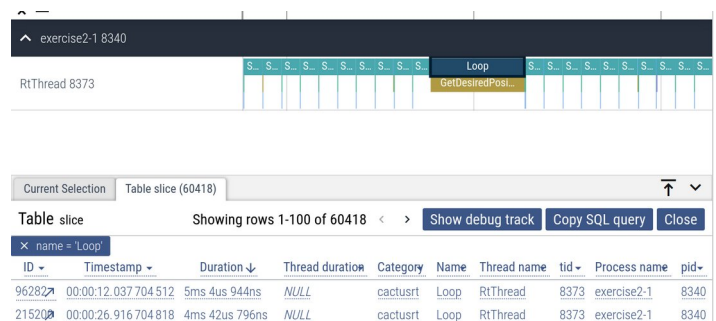 exercise2-1 8340
S... S... S... S... S... S... S... S... S... S... Loop S... S... S... S... S... S... S... S... S... S...
RtThread 8373
GetDesiredPosi...
Current Selection Table slice (60418)
Table slice Showing rows 1-100 of 60418 Show debug track Copy SQL query Close
name = 'Loop'
ID Timestamp Duration Thread duration Category Name Thread name tid Process name pid
96282 00:00:12.037 704 512 5ms 4us 944ns NULL cactusrt Loop RtThread 8373 exercise2-1 8340
00:00:26.916 704 818 4ms 42us 796ns NULL cactusrt Loop RtThread 8373 exercise2-1 8340